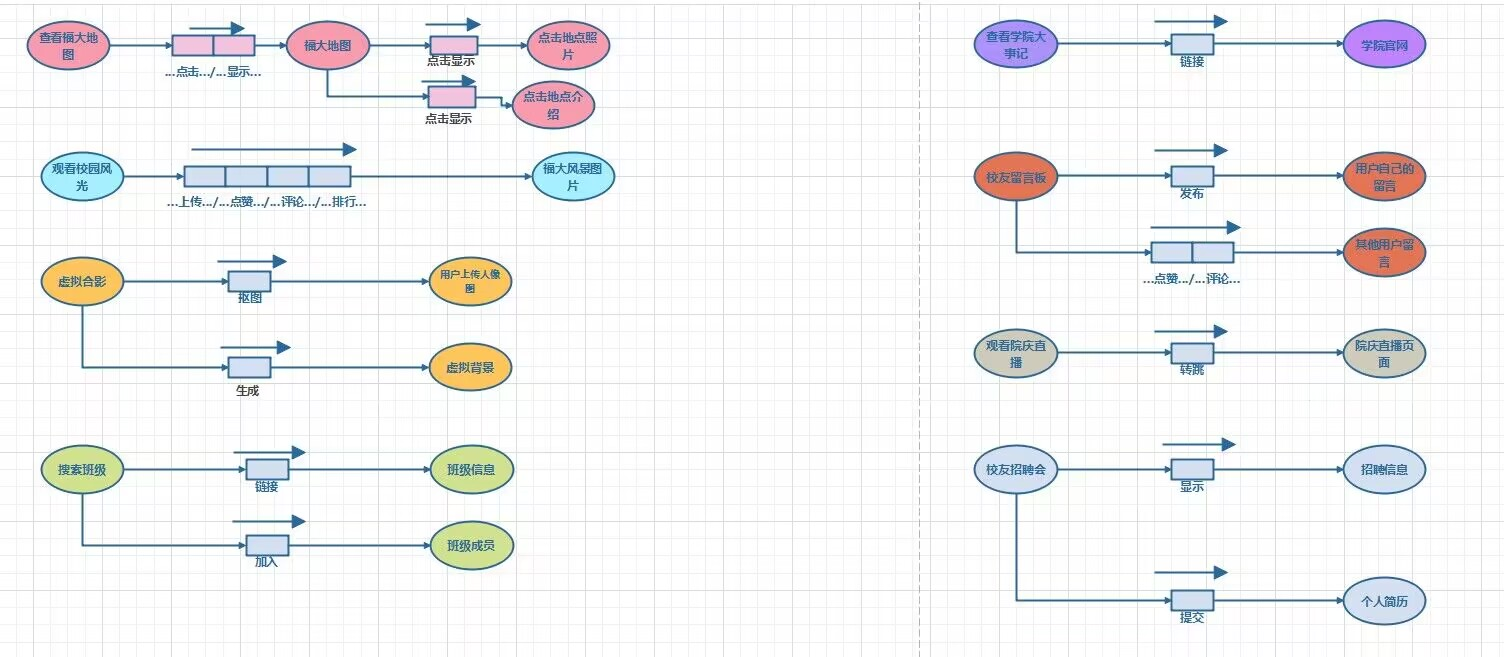 查看福大地
图
...点击.../...显示...
福大地图
点击显示
点击地点照
片
点击显示
点击地点介
绍
观看校园风
光
...上传.../...点赞.../...评论.../...排行...
福大风景图
片
虚拟合影
抠图
用户上传人像
图
生成
虚拟背景
搜索班级
链接
班级信息
加入
班级成员
查看学院大
事记
链接
学院官网
校友留言板
发布
用户自己的
留言
...点赞.../...评论...
其他用户留
言
观看院庆直
播
转跳
院庆直播页
面
校友招聘会
显示
招聘信息
提交
个人简历